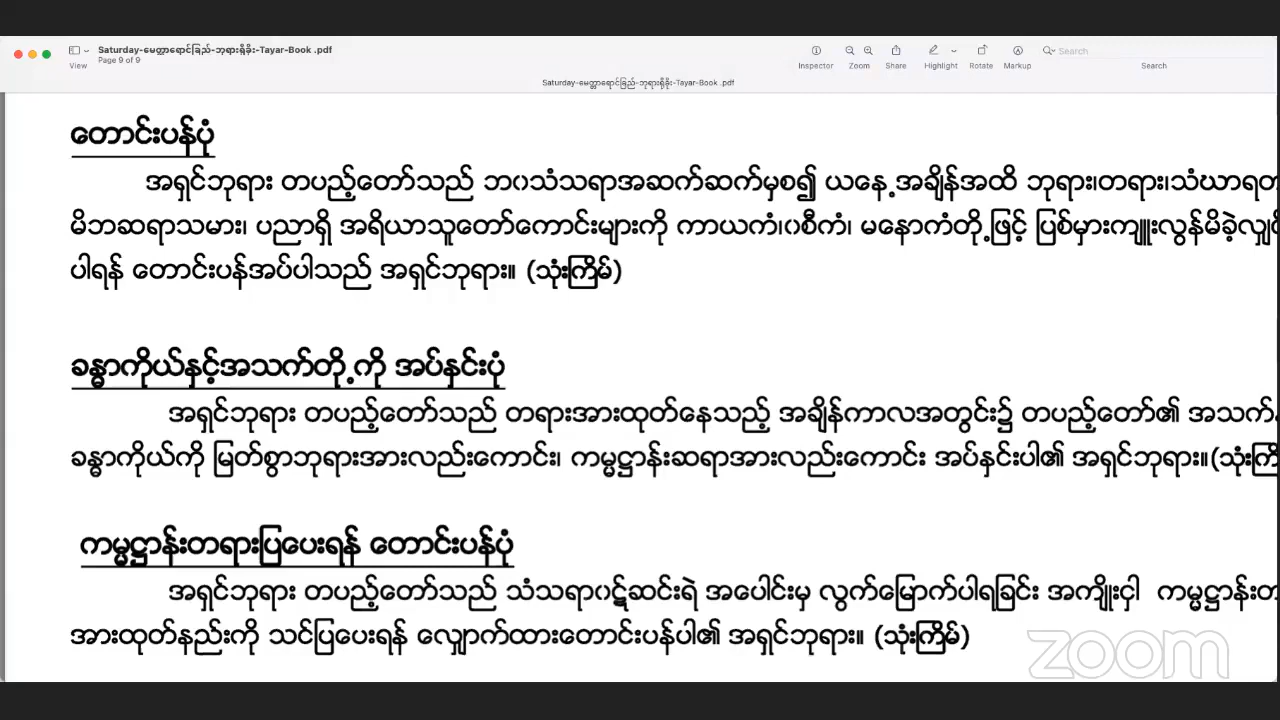 Saturday-မေတ္တာရောင်ခြည်-ဘုရားရှိခိုး-Tayar-Book .pdf
Page 9 of 9
View
Inspector
Zoom
Share
Highlight
Rotate
Markup
Search
Search
Saturday-မေတ္တာရောင်ခြည်-ဘုရားရှိခိုး-Tayar-Book .pdf
တောင်းပန်ပုံ
အရှင်ဘုရား တပည့်တော်သည် ဘဝသံသရာအဆက်ဆက်မှစ၍ ယနေ့အချိန်အထိ ဘုရား၊တရား၊သံဃာရတ
မိဘဆရာသမား၊ ပညာရှိ အရိယာသူတော်ကောင်းများကို ကာယကံ၊ဝစီကံ၊ မနောကံတို့ဖြင့် ပြစ်မှားကျူးလွန်မိခဲ့လျှ
ပါရန် တောင်းပန်အပ်ပါသည် အရှင်ဘုရား။ (သုံးကြိမ်)
ခန္ဓာကိုယ်နှင့်အသက်တို့ကို အပ်နှင်းပုံ
အရှင်ဘုရား တပည့်တော်သည် တရားအားထုတ်နေသည့် အချိန်ကာလအတွင်း၌ တပည့်တော်၏ အသက်
ခန္ဓာကိုယ်ကို မြတ်စွာဘုရားအားလည်းကောင်း၊ ကမ္မဋ္ဌာန်းဆရာအားလည်းကောင်း အပ်နှင်းပါ၏ အရှင်ဘုရား။(သုံးကြိ
ကမ္မဋ္ဌာန်းတရားပြပေးရန် တောင်းပန်ပုံ
အရှင်ဘုရား တပည့်တော်သည် သံသရာဝဋ်ဆင်းရဲ အပေါင်းမှ လွတ်မြောက်ပါရခြင်း အကျိုးငှါ ကမ္မဋ္ဌာန်းတ
အားထုတ်နည်းကို သင်ပြပေးရန် လျှောက်ထားတောင်းပန်ပါ၏ အရှင်ဘုရား။ (သုံးကြိမ်)
zoom